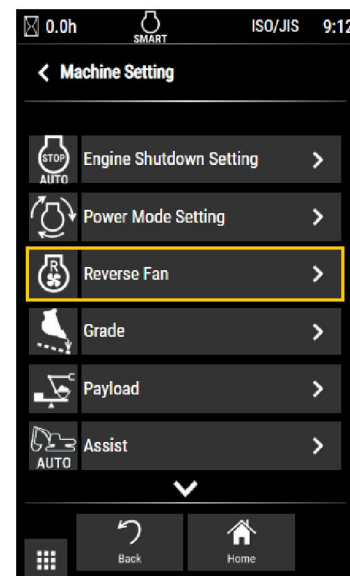 0.0h SMART ISO/JIS 9:12
Machine Setting
STOP
AUTO
Engine Shutdown Setting
Power Mode Setting
R
Reverse Fan
Grade
Payload
AUTO
Assist
Back Home